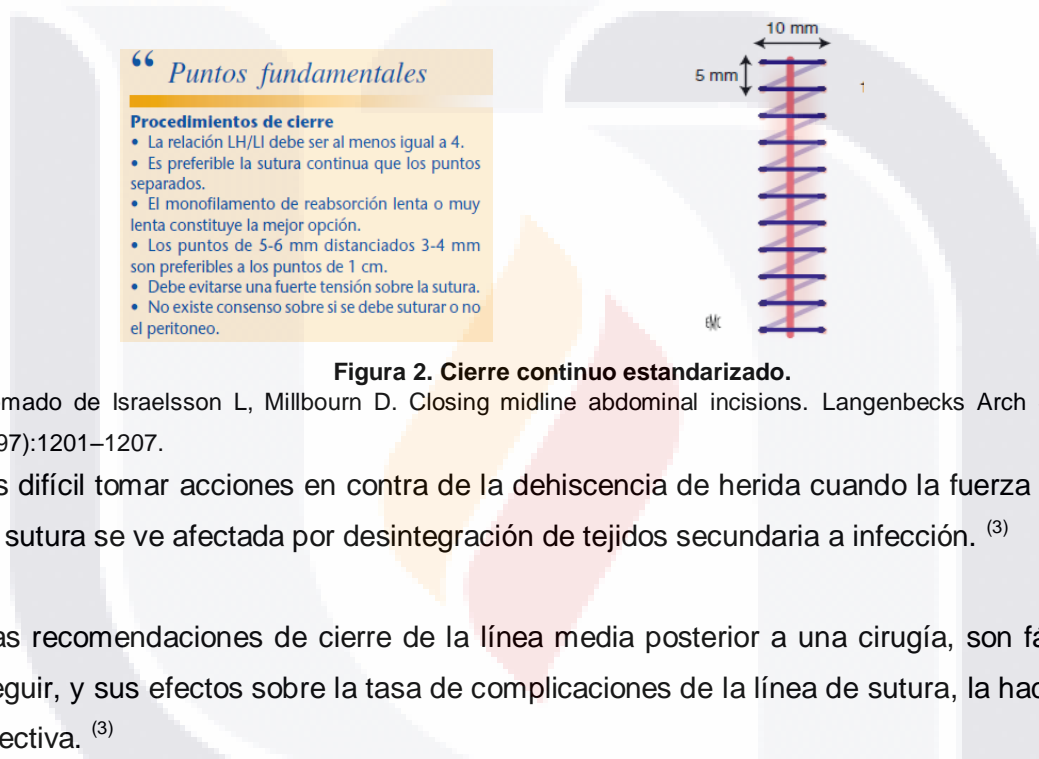 “ Puntos fundamentales
Procedimientos de cierre
• La relación LH/LI debe ser al menos igual a 4.
• Es preferible la sutura continua que los puntos
separados.
• El monofilamento de reabsorción lenta o muy
lenta constituye la mejor opción.
• Los puntos de 5-6 mm distanciados 3-4 mm
son preferibles a los puntos de 1 cm.
• Debe evitarse una fuerte tensión sobre la sutura.
• No existe consenso sobre si se debe suturar o no
el peritoneo.
10 mm
5 mm
1
EMC
Figura 2. Cierre continuo estandarizado.
mado de Israelsson L, Millbourn D. Closing midline abdominal incisions. Langenbecks Arch
97):1201–1207.
s difícil tomar acciones en contra de la dehiscencia de herida cuando la fuerza
sutura se ve afectada por desintegración de tejidos secundaria a infección. (3)
as recomendaciones de cierre de la línea media posterior a una cirugía, son fá
eguir, y sus efectos sobre la tasa de complicaciones de la línea de sutura, la hac
ectiva. (3)